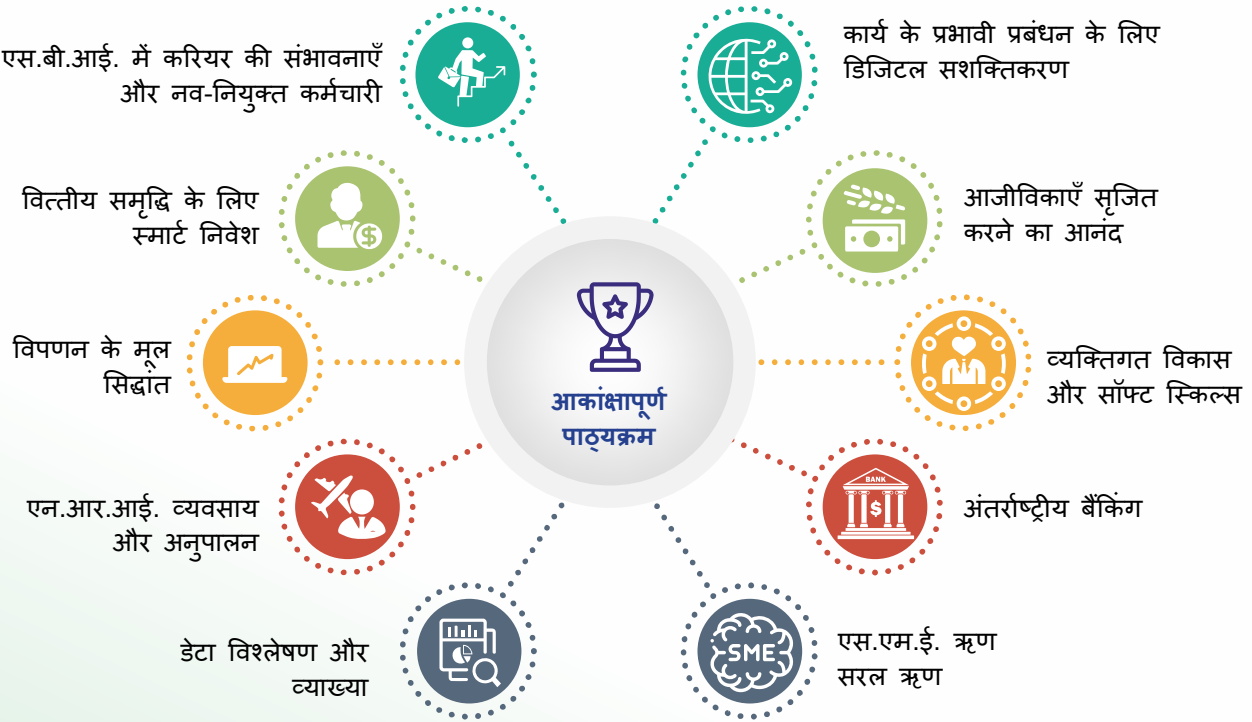 एस.बी.आई. में करियर की संभावनाएँ
और नव-नियुक्त कर्मचारी
कार्य के प्रभावी प्रबंधन के लिए
डिजिटल सशक्तिकरण
वित्तीय समृद्धि के लिए
स्मार्ट निवेश
$
आजीविकाएँ सृजित
करने का आनंद
विपणन के मूल
सिद्धांत
आकांक्षापूर्ण
पाठ्यक्रम
व्यक्तिगत विकास
और सॉफ्ट स्किल्स
एन.आर.आई. व्यवसाय
और अनुपालन
BANK
$
अंतर्राष्ट्रीय बैंकिंग
डेटा विश्लेषण और
व्याख्या
SME
एस.एम.ई. ऋण
सरल ऋण